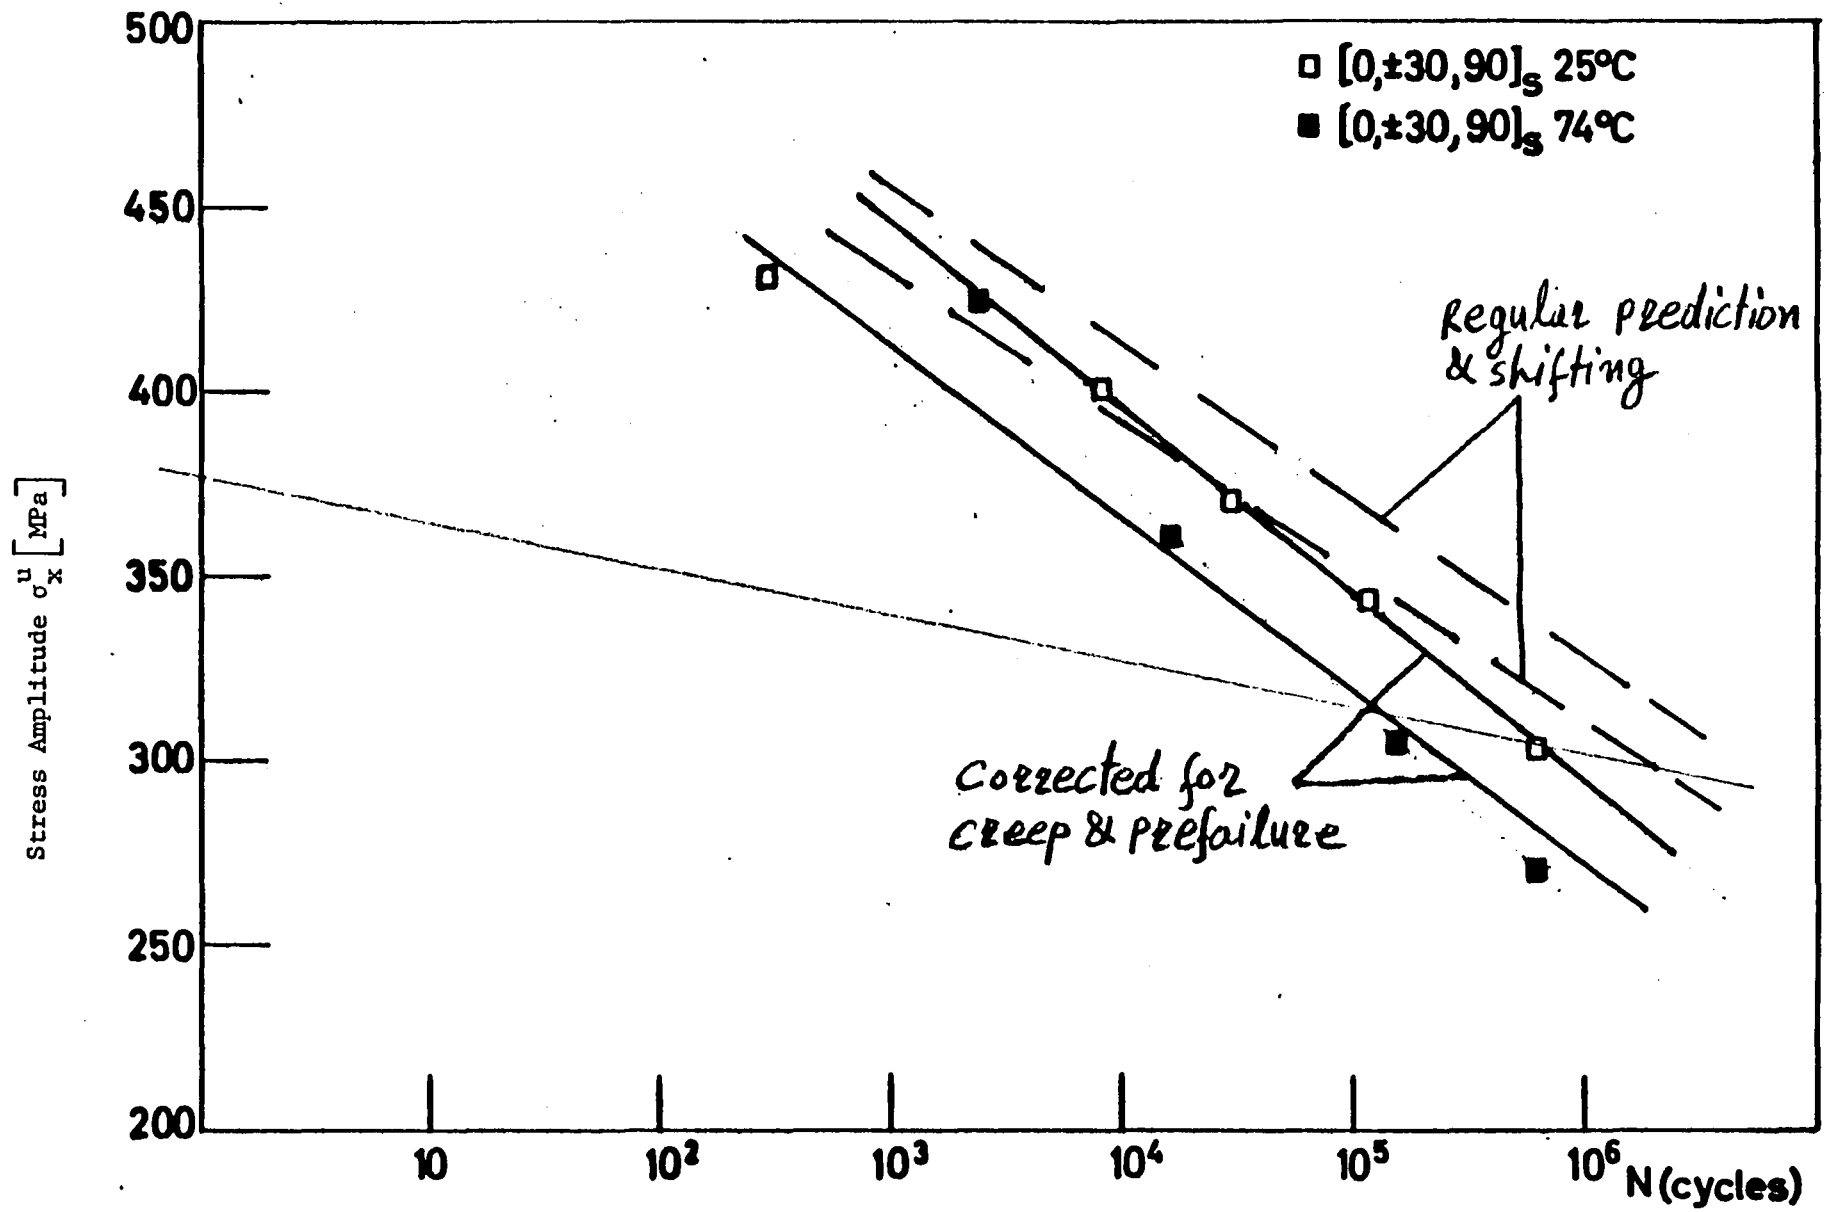 500
□ [0,±30,90]s 25°C
■ [0,±30,90]s 74°C
450
Regular prediction
& shifting
400
Stress Amplitude σxu [MPa]
350
300
Corrected for
creep & prefailure
250
200
10 10² 10³ 10⁴ 10⁵ 10⁶ N (cycles)